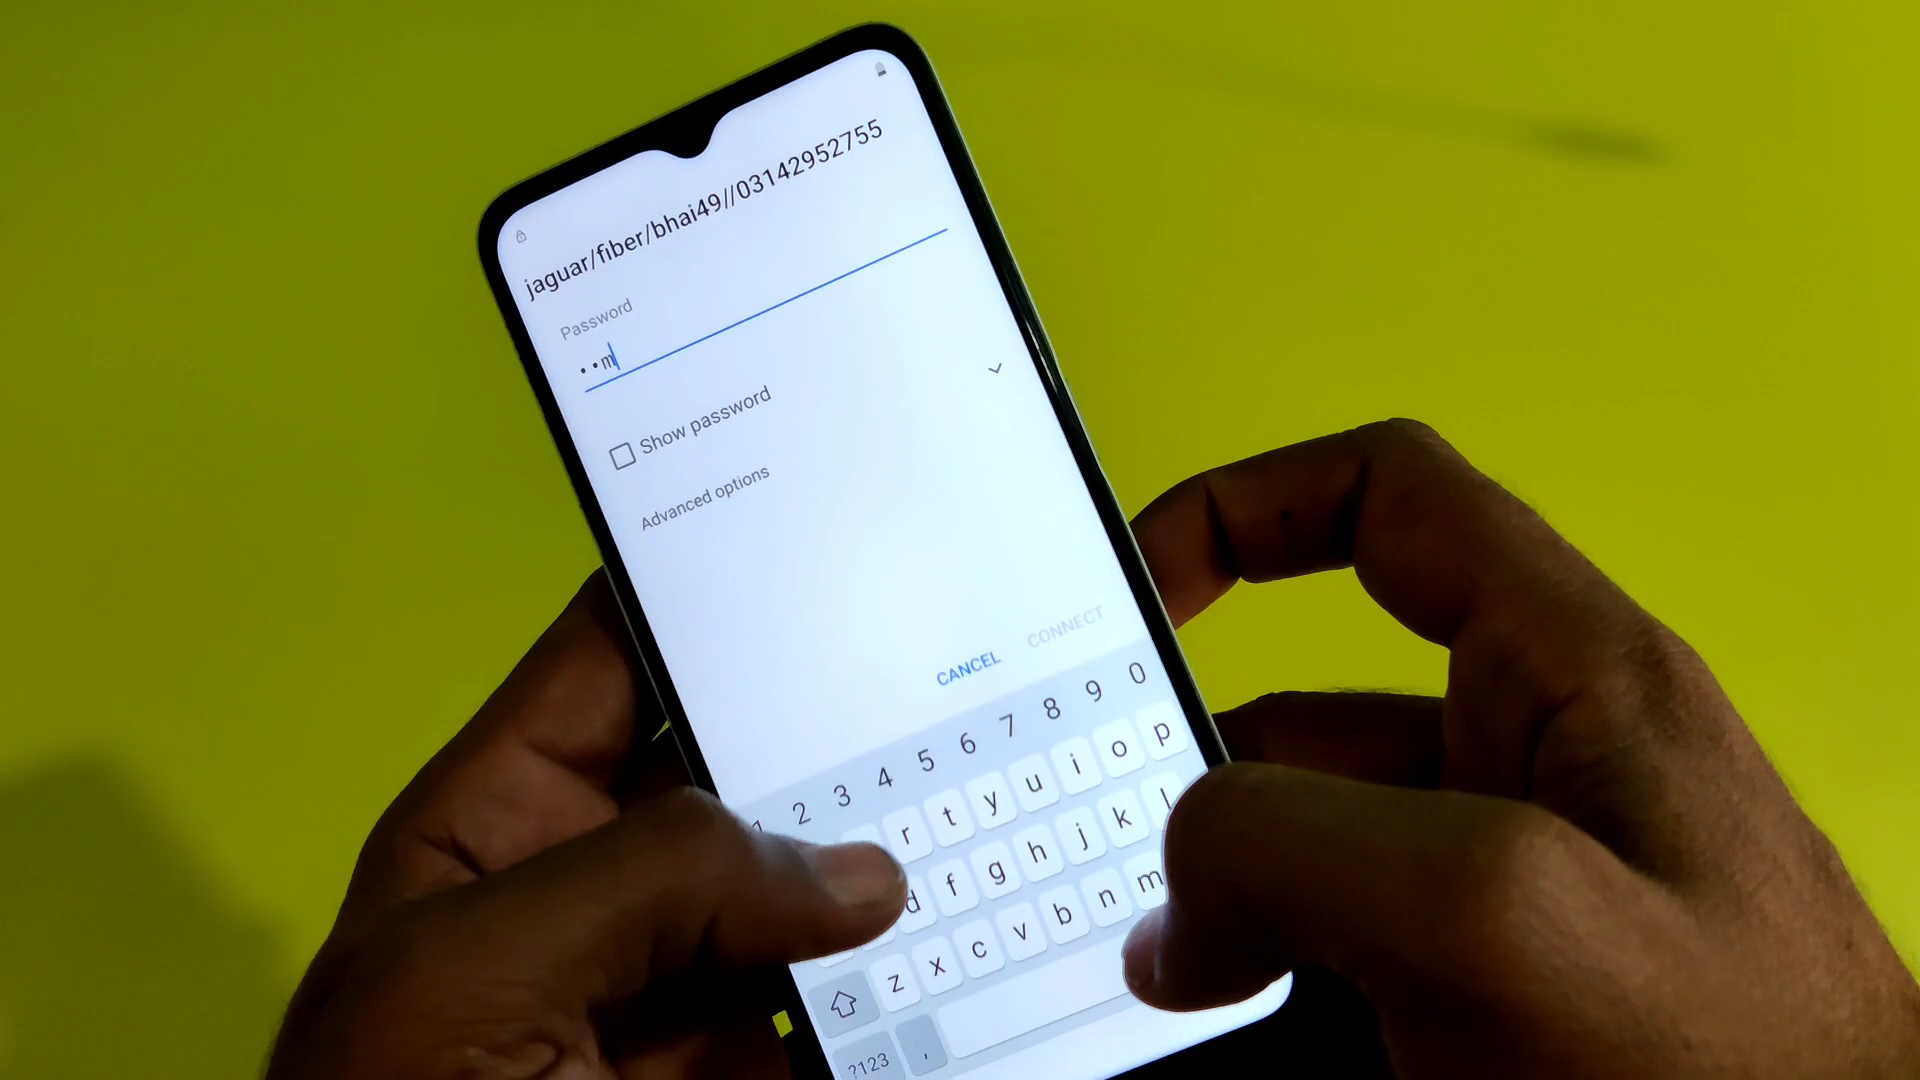 jaguar/fiber/bhai49//03142952755
Password
••m
Show password
Advanced options
CANCEL CONNECT
1 2 3 4 5 6 7 8 9 0
r t y u i o p
d f g h j k l
z x c v b n m
?123 ,